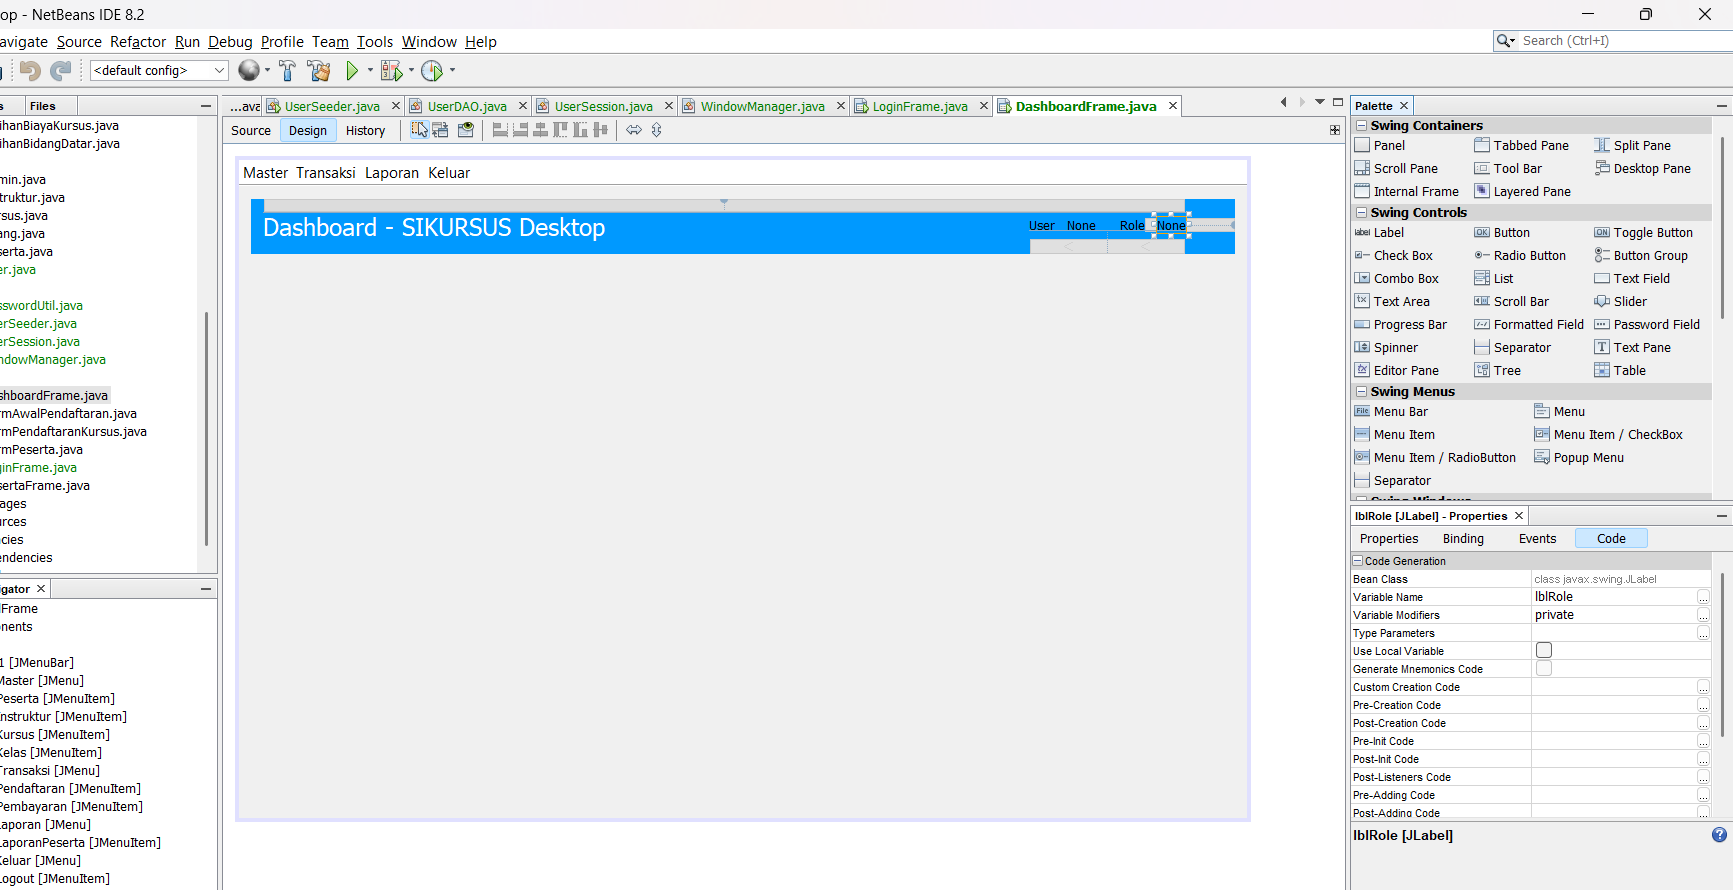 op - NetBeans IDE 8.2
avigate Source Refactor Run Debug Profile Team Tools Window Help
Search (Ctrl+I)
<default config>
s Files
...ava UserSeeder.java UserDAO.java UserSession.java WindowManager.java LoginFrame.java DashboardFrame.java
Source Design History
ihanBiayaKursus.java
ihanBidangDatar.java
min.java
truktur.java
rsus.java
ang.java
serta.java
er.java
sswordUtil.java
erSeeder.java
erSession.java
ndowManager.java
shboardFrame.java
rmAwalPendaftaran.java
rmPendaftaranKursus.java
rmPeserta.java
ginFrame.java
sertaFrame.java
ages
urces
cies
endencies
igator
Frame
nents
1 [JMenuBar]
Master [JMenu]
Peserta [JMenuItem]
nstruktur [JMenuItem]
Kursus [JMenuItem]
Kelas [JMenuItem]
Transaksi [JMenu]
Pendaftaran [JMenuItem]
Pembayaran [JMenuItem]
aporan [JMenu]
LaporanPeserta [JMenuItem]
Keluar [JMenu]
ogout [JMenuItem]
Master Transaksi Laporan Keluar
Dashboard - SIKURSUS Desktop
User None Role None
Palette
Swing Containers
Panel Tabbed Pane Split Pane
Scroll Pane Tool Bar Desktop Pane
Internal Frame Layered Pane
Swing Controls
label Label OK Button ON Toggle Button
Check Box Radio Button Button Group
Combo Box List Text Field
Text Area Scroll Bar Slider
Progress Bar Formatted Field Password Field
Spinner Separator Text Pane
Editor Pane Tree Table
Swing Menus
File Menu Bar Menu
Menu Item Menu Item / CheckBox
Menu Item / RadioButton Popup Menu
Separator
Swing Windows
lblRole [JLabel] - Properties
Properties Binding Events Code
Code Generation
Bean Class class javax.swing.JLabel
Variable Name lblRole ...
Variable Modifiers private ...
Type Parameters ...
Use Local Variable
Generate Mnemonics Code
Custom Creation Code ...
Pre-Creation Code ...
Post-Creation Code ...
Pre-Init Code ...
Post-Init Code ...
Post-Listeners Code ...
Pre-Adding Code ...
Post-Adding Code ...
lblRole [JLabel]